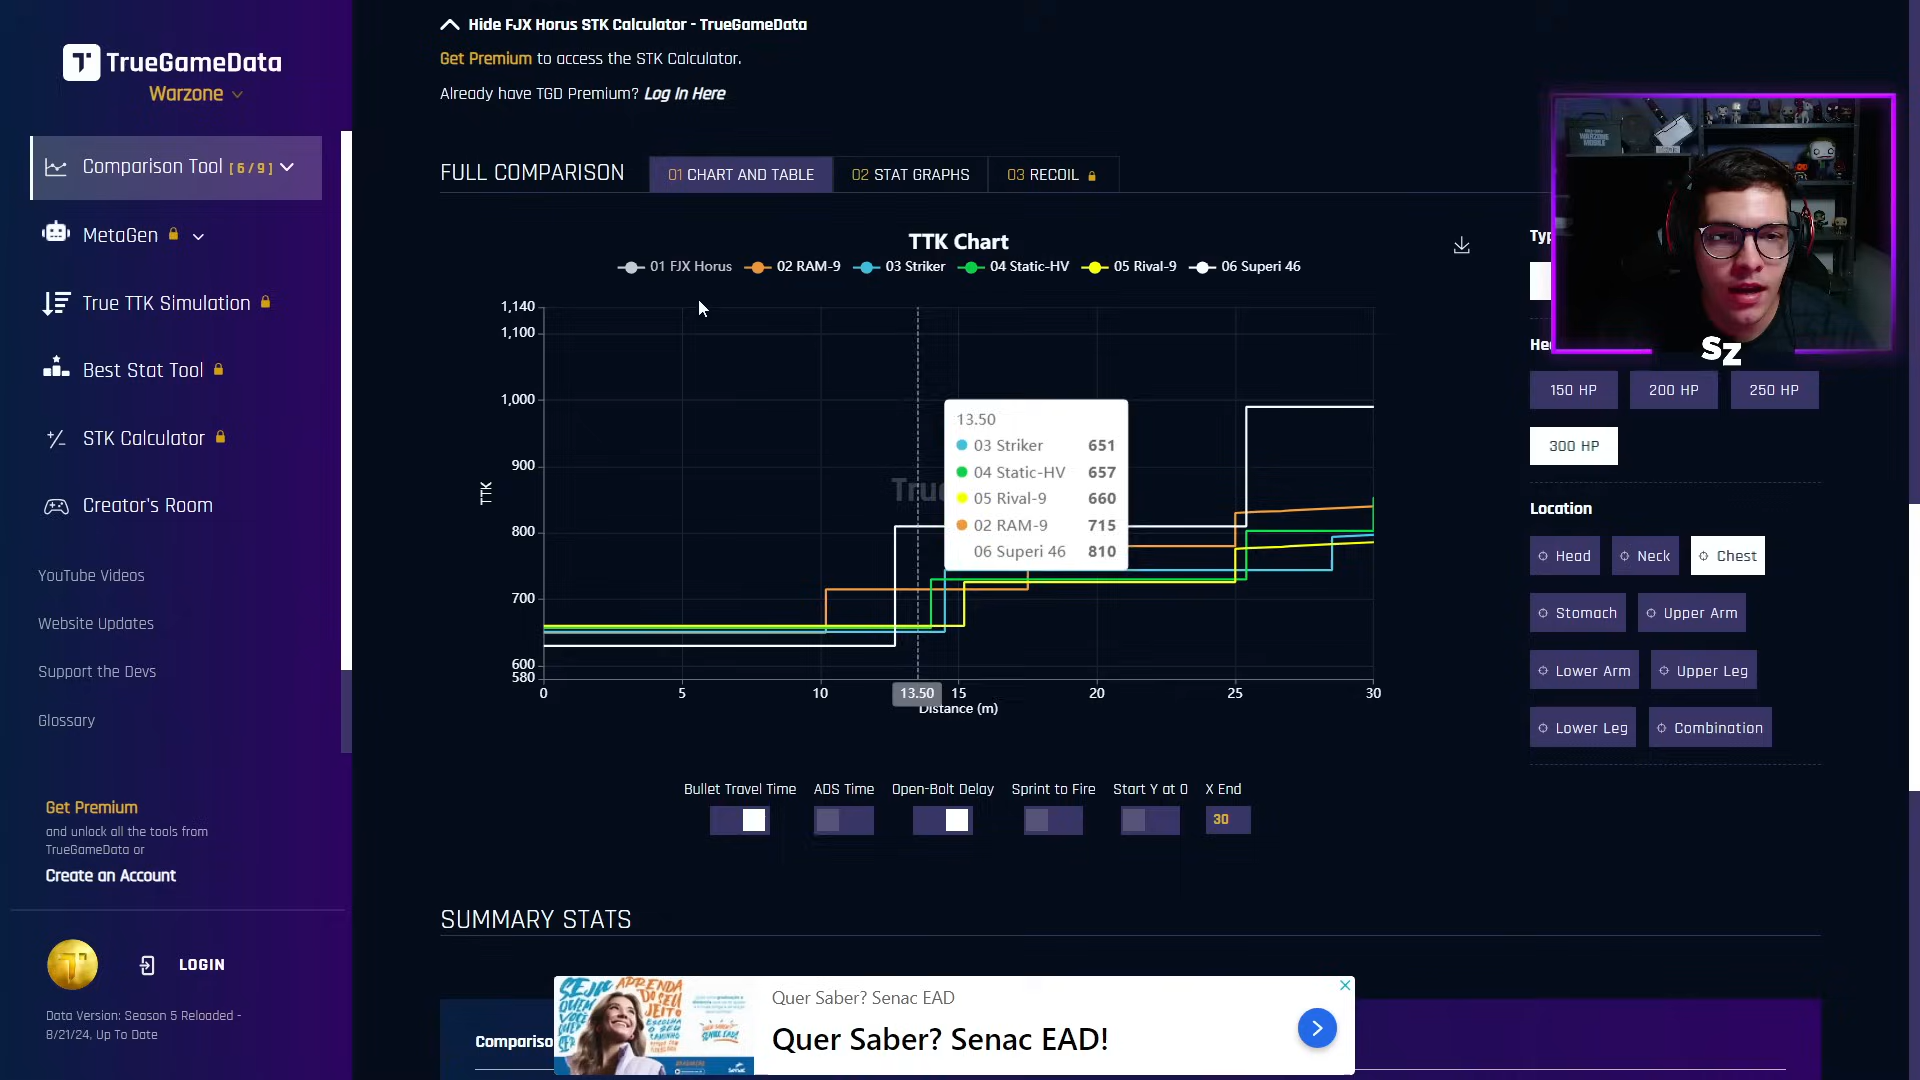 TrueGameData
Warzone
Comparison Tool [6/9]
MetaGen
True TTK Simulation
Best Stat Tool
STK Calculator
Creator's Room
YouTube Videos
Website Updates
Support the Devs
Glossary
Get Premium
and unlock all the tools from
TrueGameData or
Create an Account
LOGIN
Data Version: Season 5 Reloaded -
8/21/24, Up To Date
Hide FJX Horus STK Calculator - TrueGameData
Get Premium to access the STK Calculator.
Already have TGD Premium? Log In Here
FULL COMPARISON
01 CHART AND TABLE
02 STAT GRAPHS
03 RECOIL
TTK Chart
01 FJX Horus 02 RAM-9 03 Striker 04 Static-HV 05 Rival-9 06 Superi 46
1,140
1,100
1,000
900
800
700
600
580
TTK
13.50
03 Striker 651
04 Static-HV 657
05 Rival-9 660
02 RAM-9 715
06 Superi 46 810
0 5 10 13.50 15 20 25 30
Distance (m)
Bullet Travel Time ADS Time Open-Bolt Delay Sprint to Fire Start Y at 0 X End
30
SZ
150 HP 200 HP 250 HP
300 HP
Location
Head Neck Chest
Stomach Upper Arm
Lower Arm Upper Leg
Lower Leg Combination
SUMMARY STATS
SEJA APRENDA
DO SEU
JEITO
Quer Saber? Senac EAD
Quer Saber? Senac EAD!